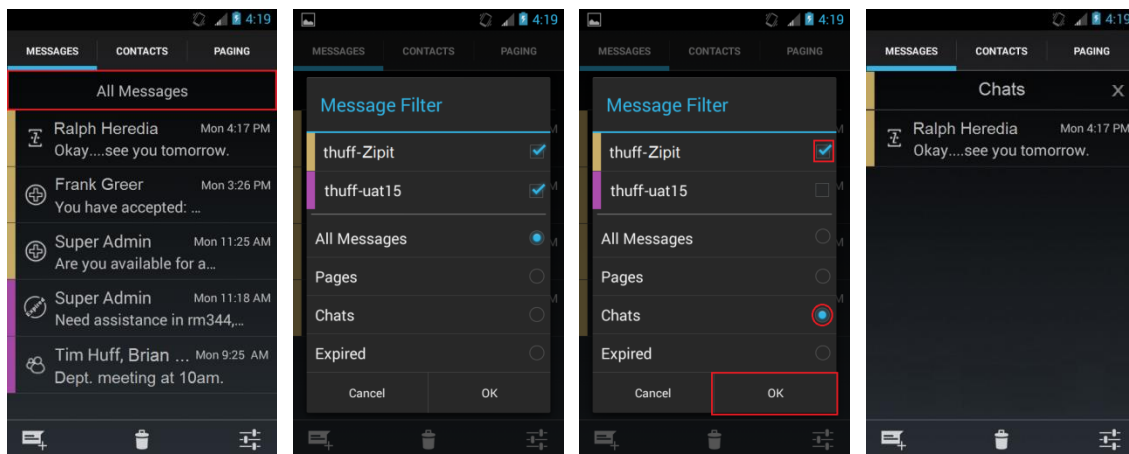 4:19
MESSAGES CONTACTS PAGING
All Messages
Ralph Heredia Mon 4:17 PM
Okay....see you tomorrow.
Frank Greer Mon 3:26 PM
You have accepted: ...
Super Admin Mon 11:25 AM
Are you available for a...
Super Admin Mon 11:18 AM
Need assistance in rm344,...
Tim Huff, Brian ... Mon 9:25 AM
Dept. meeting at 10am.
4:19
MESSAGES CONTACTS PAGING
Message Filter
thuff-Zipit
thuff-uat15
All Messages
Pages
Chats
Expired
Cancel OK
4:19
MESSAGES CONTACTS PAGING
Message Filter
thuff-Zipit
thuff-uat15
All Messages
Pages
Chats
Expired
Cancel OK
4:19
MESSAGES CONTACTS PAGING
Chats X
Ralph Heredia Mon 4:17 PM
Okay....see you tomorrow.